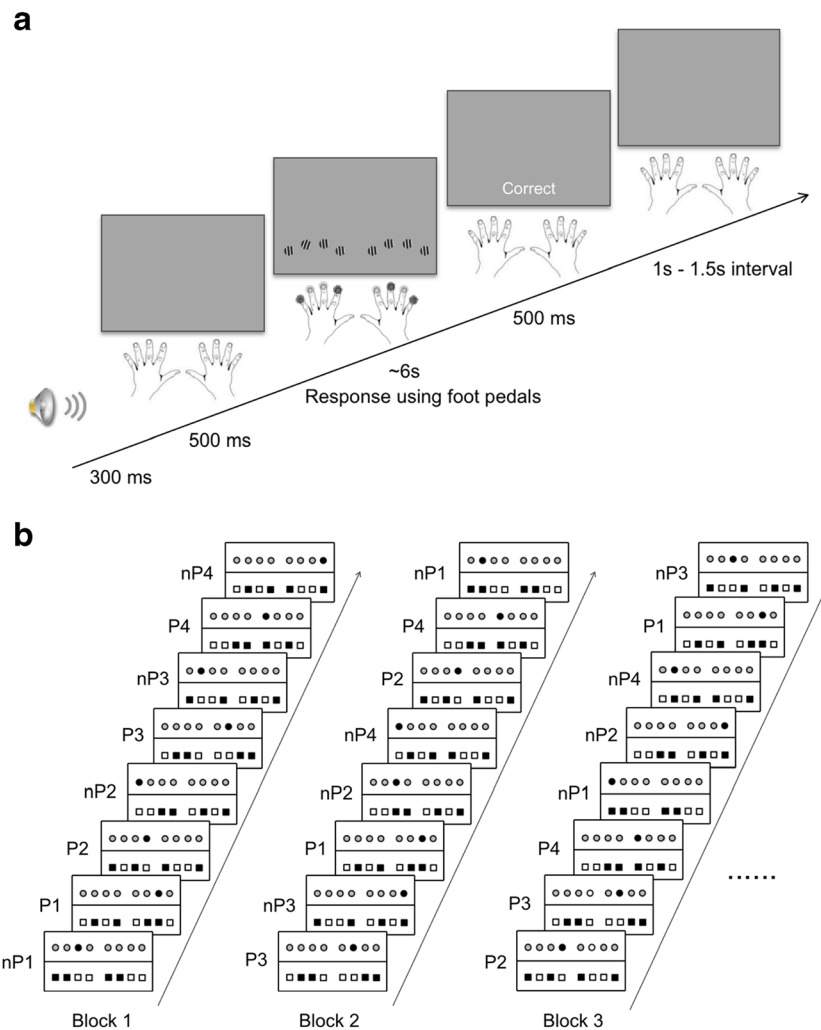 a
Correct
1s - 1.5s interval
500 ms
~6s
Response using foot pedals
500 ms
300 ms
b
nP4
P4
nP3
P3
nP2
P2
P1
nP1
Block 1
nP1
P4
P2
nP4
nP2
P1
nP3
P3
Block 2
nP3
P1
nP4
nP2
nP1
P4
P3
P2
Block 3
......